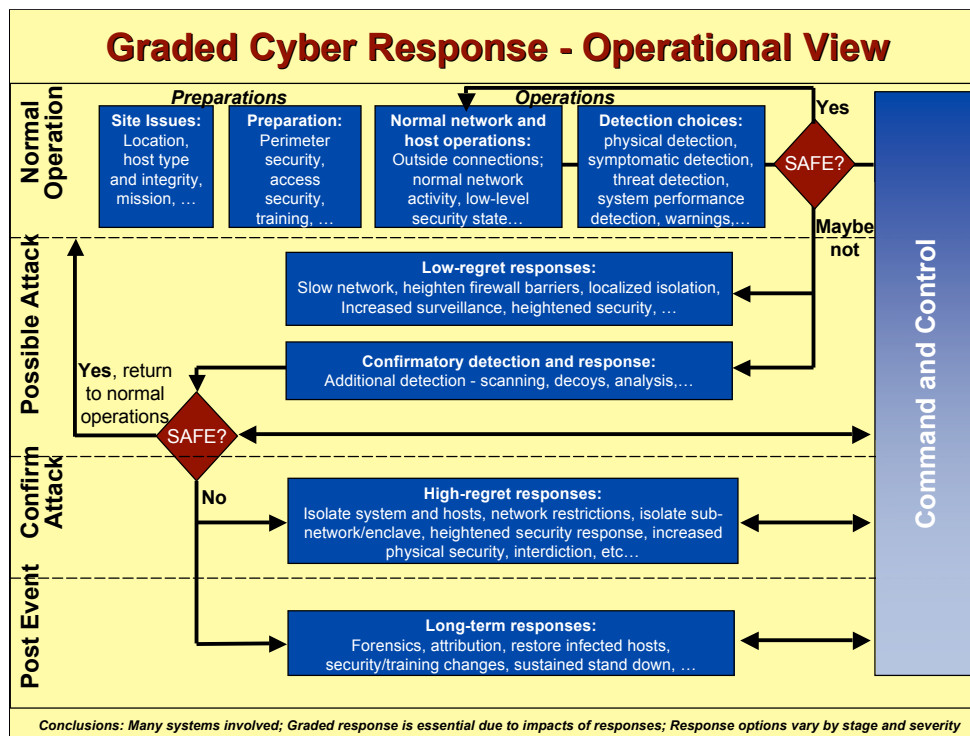 Graded Cyber Response - Operational View
Normal
Operation
Preparations
Operations
Site Issues:
Location,
host type
and integrity,
mission, …
Preparation:
Perimeter
security,
access
security,
training, …
Normal network and
host operations:
Outside connections;
normal network
activity, low-level
security state…
Detection choices:
physical detection,
symptomatic detection,
threat detection,
system performance
detection, warnings,…
Yes
SAFE?
Maybe
not
Command and Control
Possible Attack
Low-regret responses:
Slow network, heighten firewall barriers, localized isolation,
Increased surveillance, heightened security, …
Confirmatory detection and response:
Additional detection - scanning, decoys, analysis,…
Yes, return
to normal
operations
SAFE?
Confirm
Attack
No
High-regret responses:
Isolate system and hosts, network restrictions, isolate sub-
network/enclave, heightened security response, increased
physical security, interdiction, etc…
Post Event
Long-term responses:
Forensics, attribution, restore infected hosts,
security/training changes, sustained stand down, …
Conclusions: Many systems involved; Graded response is essential due to impacts of responses; Response options vary by stage and severity